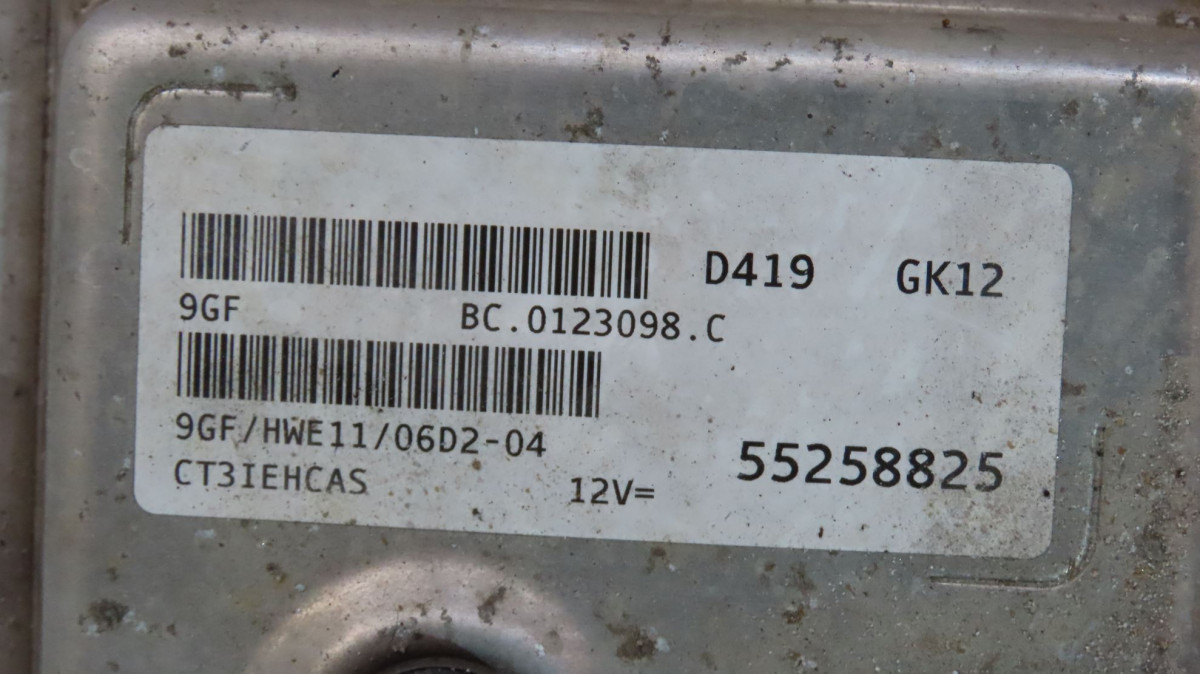 D419 GK12
9GF BC.0123098.C
9GF/HWE11/06D2-04
CT3IEHCAS 12V= 55258825